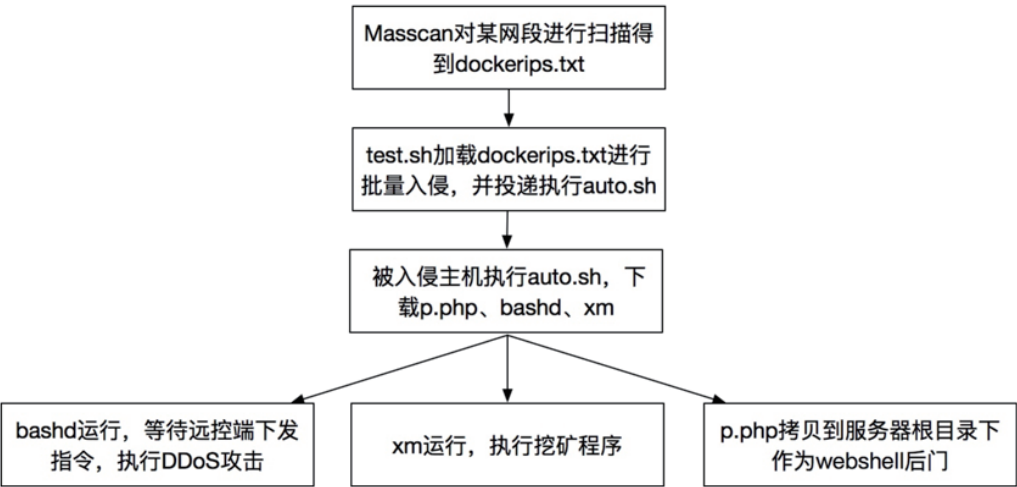 Masscan对某网段进行扫描得
到dockerips.txt
test.sh加载dockerips.txt进行
批量入侵，并投递执行auto.sh
被入侵主机执行auto.sh，下
载p.php、bashd、xm
bashd运行，等待远控端下发
指令，执行DDoS攻击
xm运行，执行挖矿程序
p.php拷贝到服务器根目录下
作为webshell后门